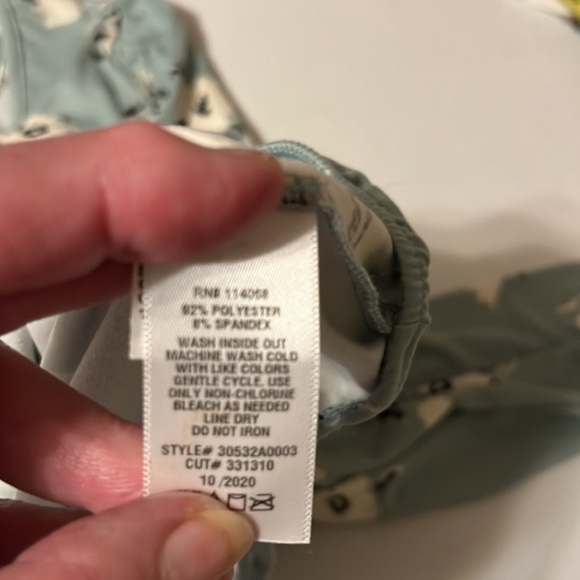 RN# 114068
92% POLYESTER
8% SPANDEX
WASH INSIDE OUT
MACHINE WASH COLD
WITH LIKE COLORS
GENTLE CYCLE. USE
ONLY NON-CHLORINE
BLEACH AS NEEDED
LINE DRY
DO NOT IRON
STYLE# 30532A0003
CUT# 331310
10 /2020